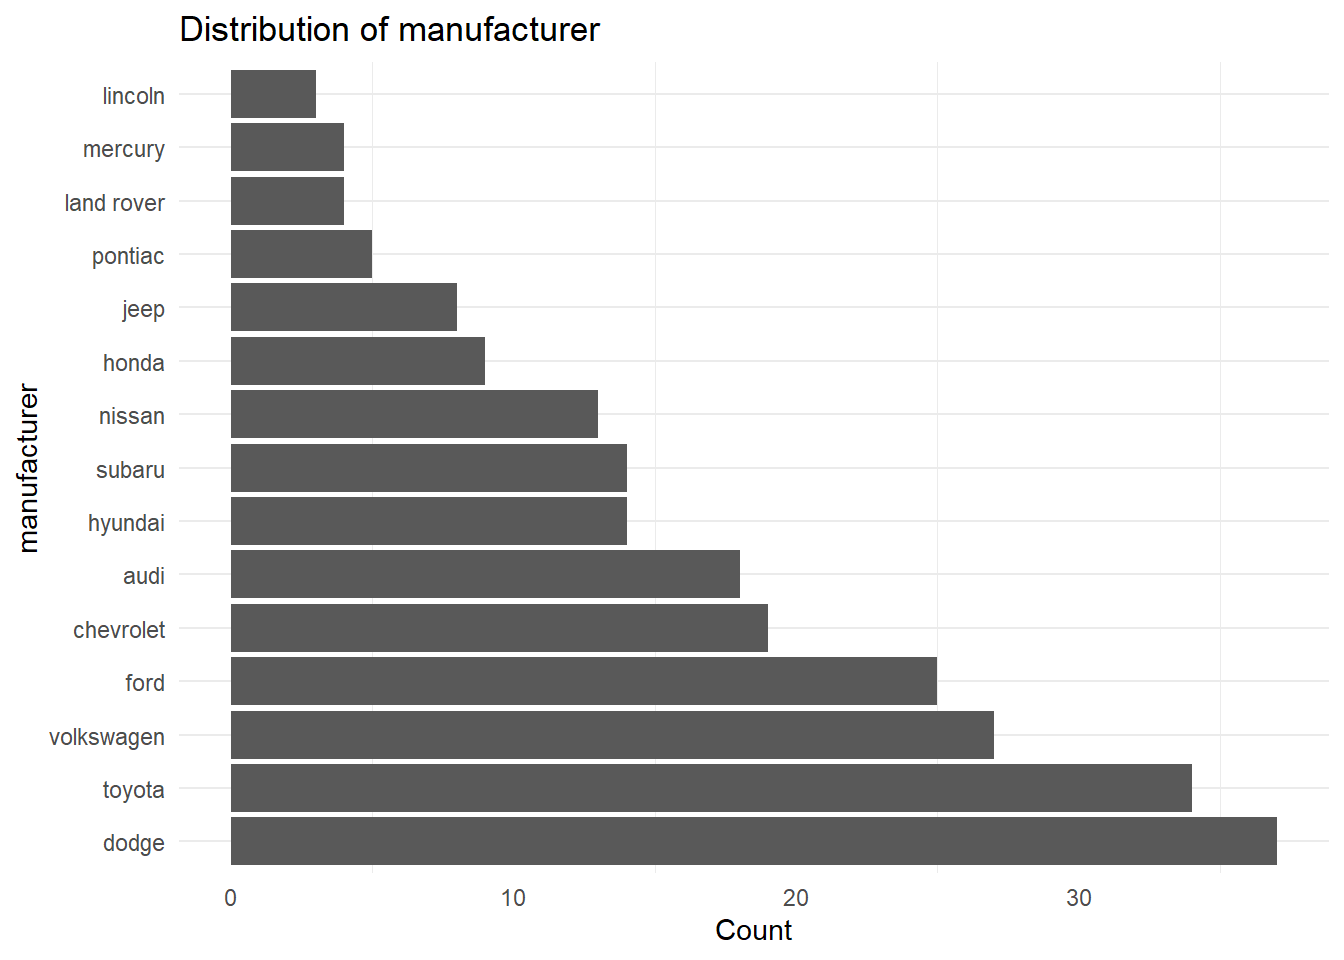 Distribution of manufacturer
lincoln
mercury
land rover
pontiac
jeep
honda
nissan
subaru
hyundai
audi
chevrolet
ford
volkswagen
toyota
dodge
manufacturer
0 10 20 30
Count